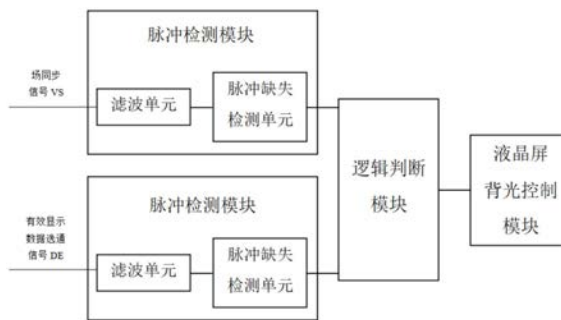 脉冲检测模块
场同步
信号 VS
滤波单元
脉冲缺失
检测单元
逻辑判断
模块
液晶屏
背光控制
模块
脉冲检测模块
有效显示
数据选通
信号 DE
滤波单元
脉冲缺失
检测单元